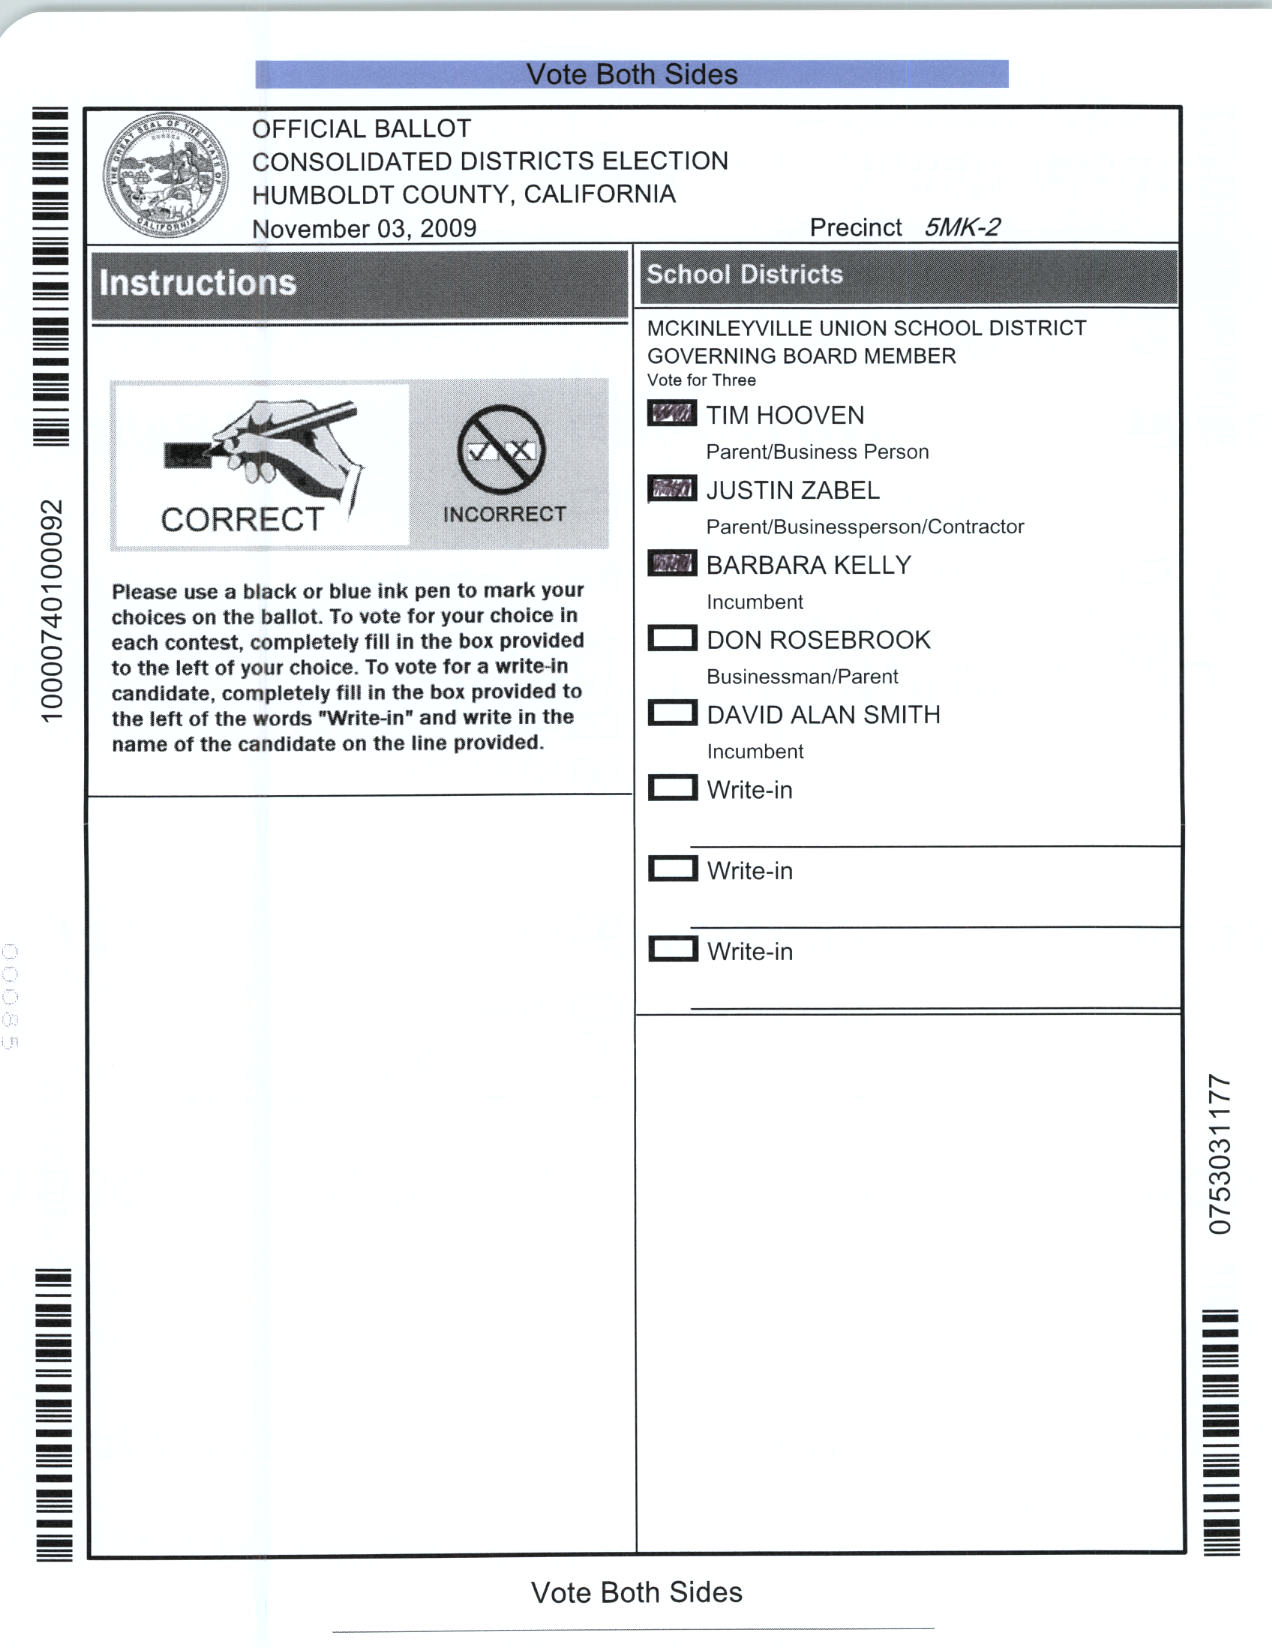 Vote Both Sides
OFFICIAL BALLOT
CONSOLIDATED DISTRICTS ELECTION
HUMBOLDT COUNTY, CALIFORNIA
November 03, 2009
Precinct 5MK-2
THE GREAT SEAL OF THE STATE OF CALIFORNIA
EUREKA
Instructions
CORRECT
INCORRECT
Please use a black or blue ink pen to mark your
choices on the ballot. To vote for your choice in
each contest, completely fill in the box provided
to the left of your choice. To vote for a write-in
candidate, completely fill in the box provided to
the left of the words "Write-in" and write in the
name of the candidate on the line provided.
School Districts
MCKINLEYVILLE UNION SCHOOL DISTRICT
GOVERNING BOARD MEMBER
Vote for Three
TIM HOOVEN
Parent/Business Person
JUSTIN ZABEL
Parent/Businessperson/Contractor
BARBARA KELLY
Incumbent
DON ROSEBROOK
Businessman/Parent
DAVID ALAN SMITH
Incumbent
Write-in
Write-in
Write-in
10000740100092
00085
0753031177
Vote Both Sides